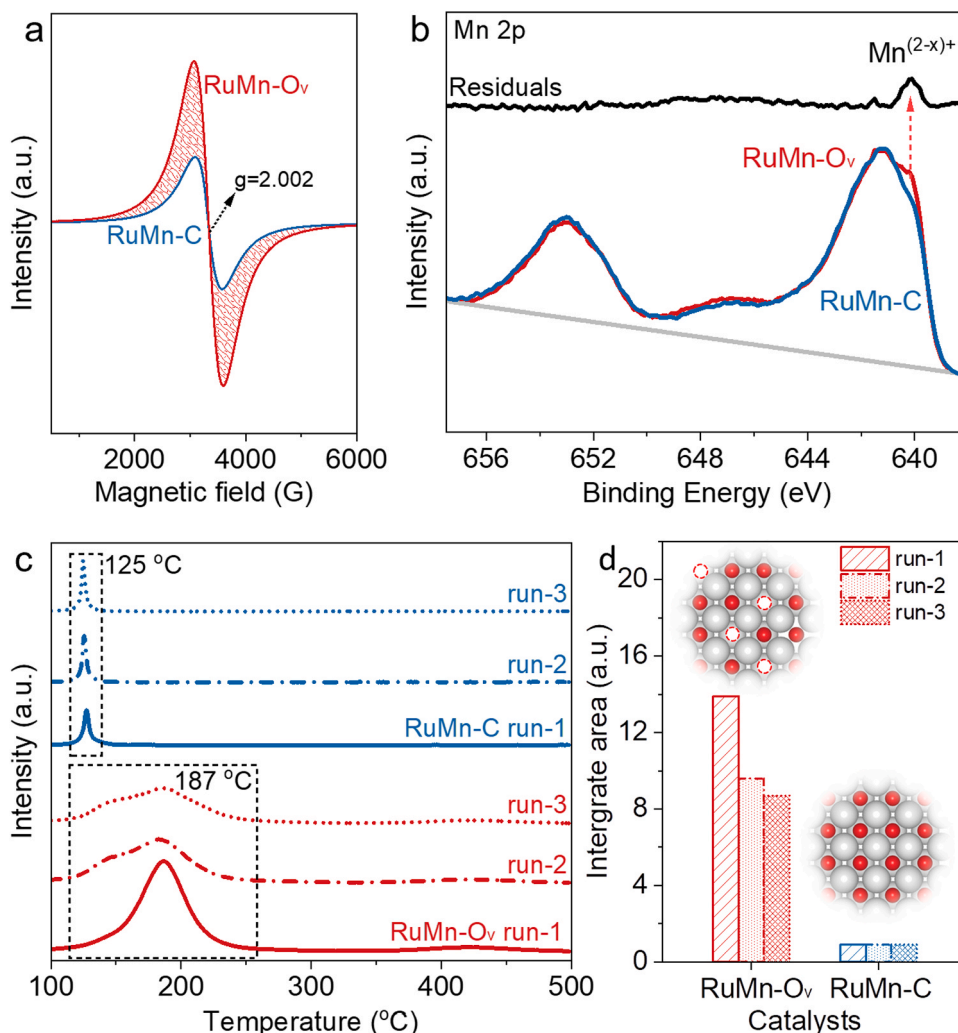 a
RuMn-Oᵥ
g=2.002
RuMn-C
Intensity (a.u.)
2000 4000 6000
Magnetic field (G)
b
Mn 2p
Mn⁽²⁻ˣ⁾⁺
Residuals
RuMn-Oᵥ
RuMn-C
Intensity (a.u.)
656 652 648 644 640
Binding Energy (eV)
c
125 °C
run-3
run-2
RuMn-C run-1
187 °C
run-3
run-2
RuMn-Oᵥ run-1
Intensity (a.u.)
100 200 300 400 500
Temperature (°C)
d
run-1
run-2
run-3
Intergrate area (a.u.)
20
16
12
8
4
0
RuMn-Oᵥ RuMn-C
Catalysts